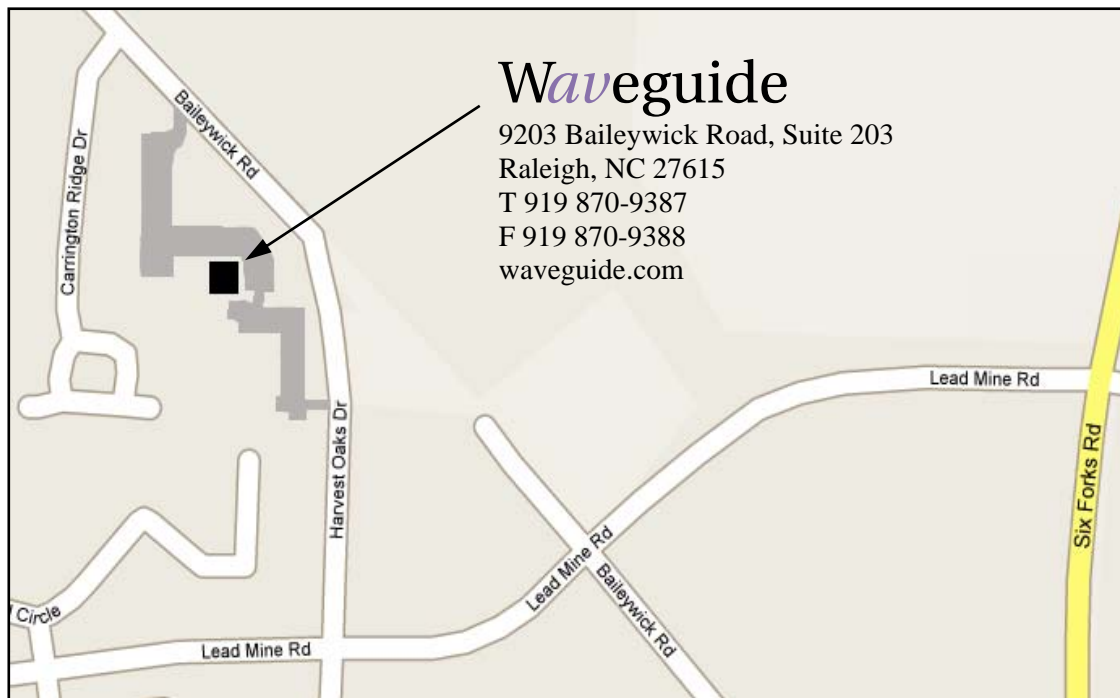 Waveguide
9203 Baileywick Road, Suite 203
Raleigh, NC 27615
T 919 870-9387
F 919 870-9388
waveguide.com
Baileywick Rd
Carrington Ridge Dr
Harvest Oaks Dr
Lead Mine Rd
Six Forks Rd
Lead Mine Rd
Baileywick Rd
Circle
Lead Mine Rd